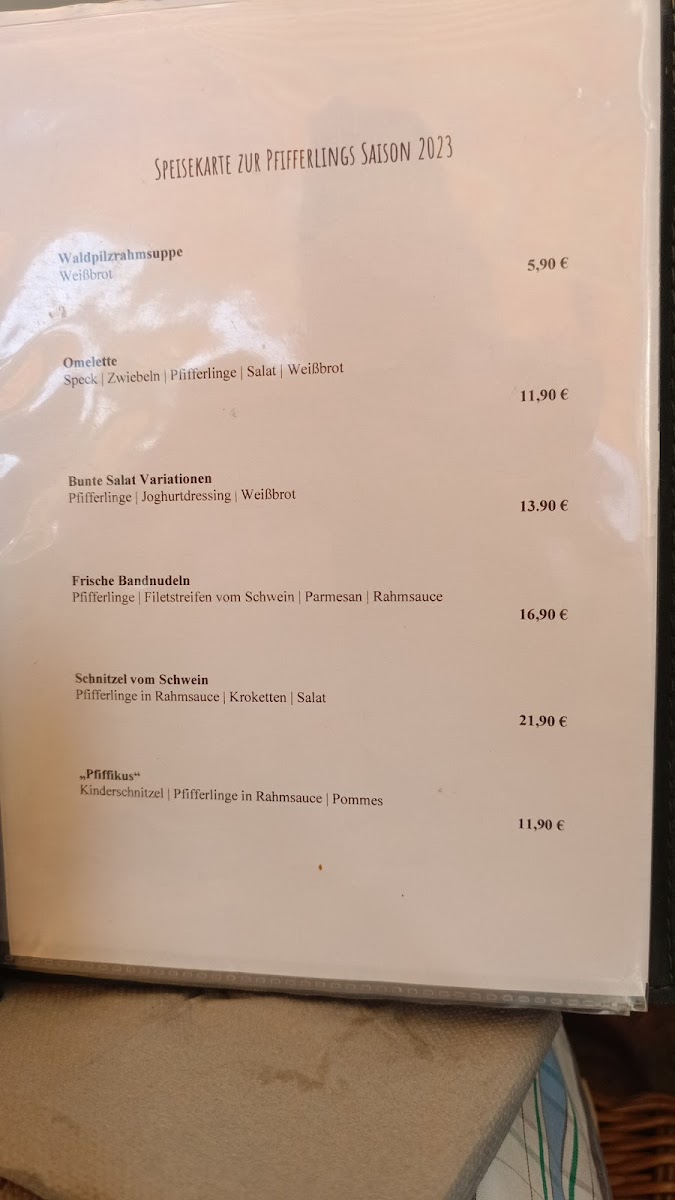 SPEISEKARTE ZUR PFIFFERLINGS SAISON 2023
Waldpilzrahmsuppe
Weißbrot
5,90 €
Omelette
Speck | Zwiebeln | Pfifferlinge | Salat | Weißbrot
11,90 €
Bunte Salat Variationen
Pfifferlinge | Joghurtdressing | Weißbrot
13.90 €
Frische Bandnudeln
Pfifferlinge | Filetstreifen vom Schwein | Parmesan | Rahmsauce
16,90 €
Schnitzel vom Schwein
Pfifferlinge in Rahmsauce | Kroketten | Salat
21,90 €
„Pfiffikus“
Kinderschnitzel | Pfifferlinge in Rahmsauce | Pommes
11,90 €